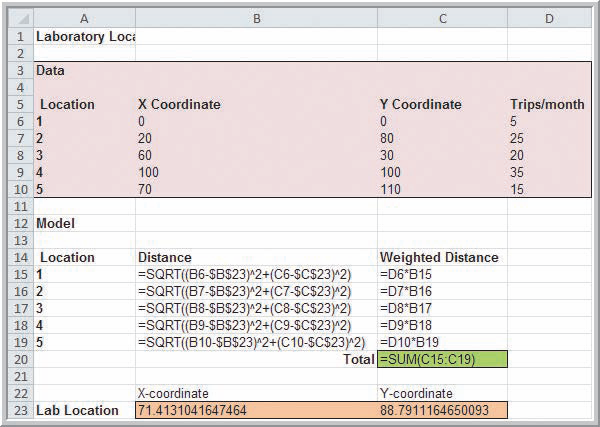 A B C D
1 Laboratory Loca
2
3 Data
4
5 Location X Coordinate Y Coordinate Trips/month
6 1 0 0 5
7 2 20 80 25
8 3 60 30 20
9 4 100 100 35
10 5 70 110 15
11
12 Model
13
14 Location Distance Weighted Distance
15 1 =SQRT((B6-$B$23)^2+(C6-$C$23)^2) =D6*B15
16 2 =SQRT((B7-$B$23)^2+(C7-$C$23)^2) =D7*B16
17 3 =SQRT((B8-$B$23)^2+(C8-$C$23)^2) =D8*B17
18 4 =SQRT((B9-$B$23)^2+(C9-$C$23)^2) =D9*B18
19 5 =SQRT((B10-$B$23)^2+(C10-$C$23)^2) =D10*B19
20 Total =SUM(C15:C19)
21
22 X-coordinate Y-coordinate
23 Lab Location 71.4131041647464 88.7911164650093